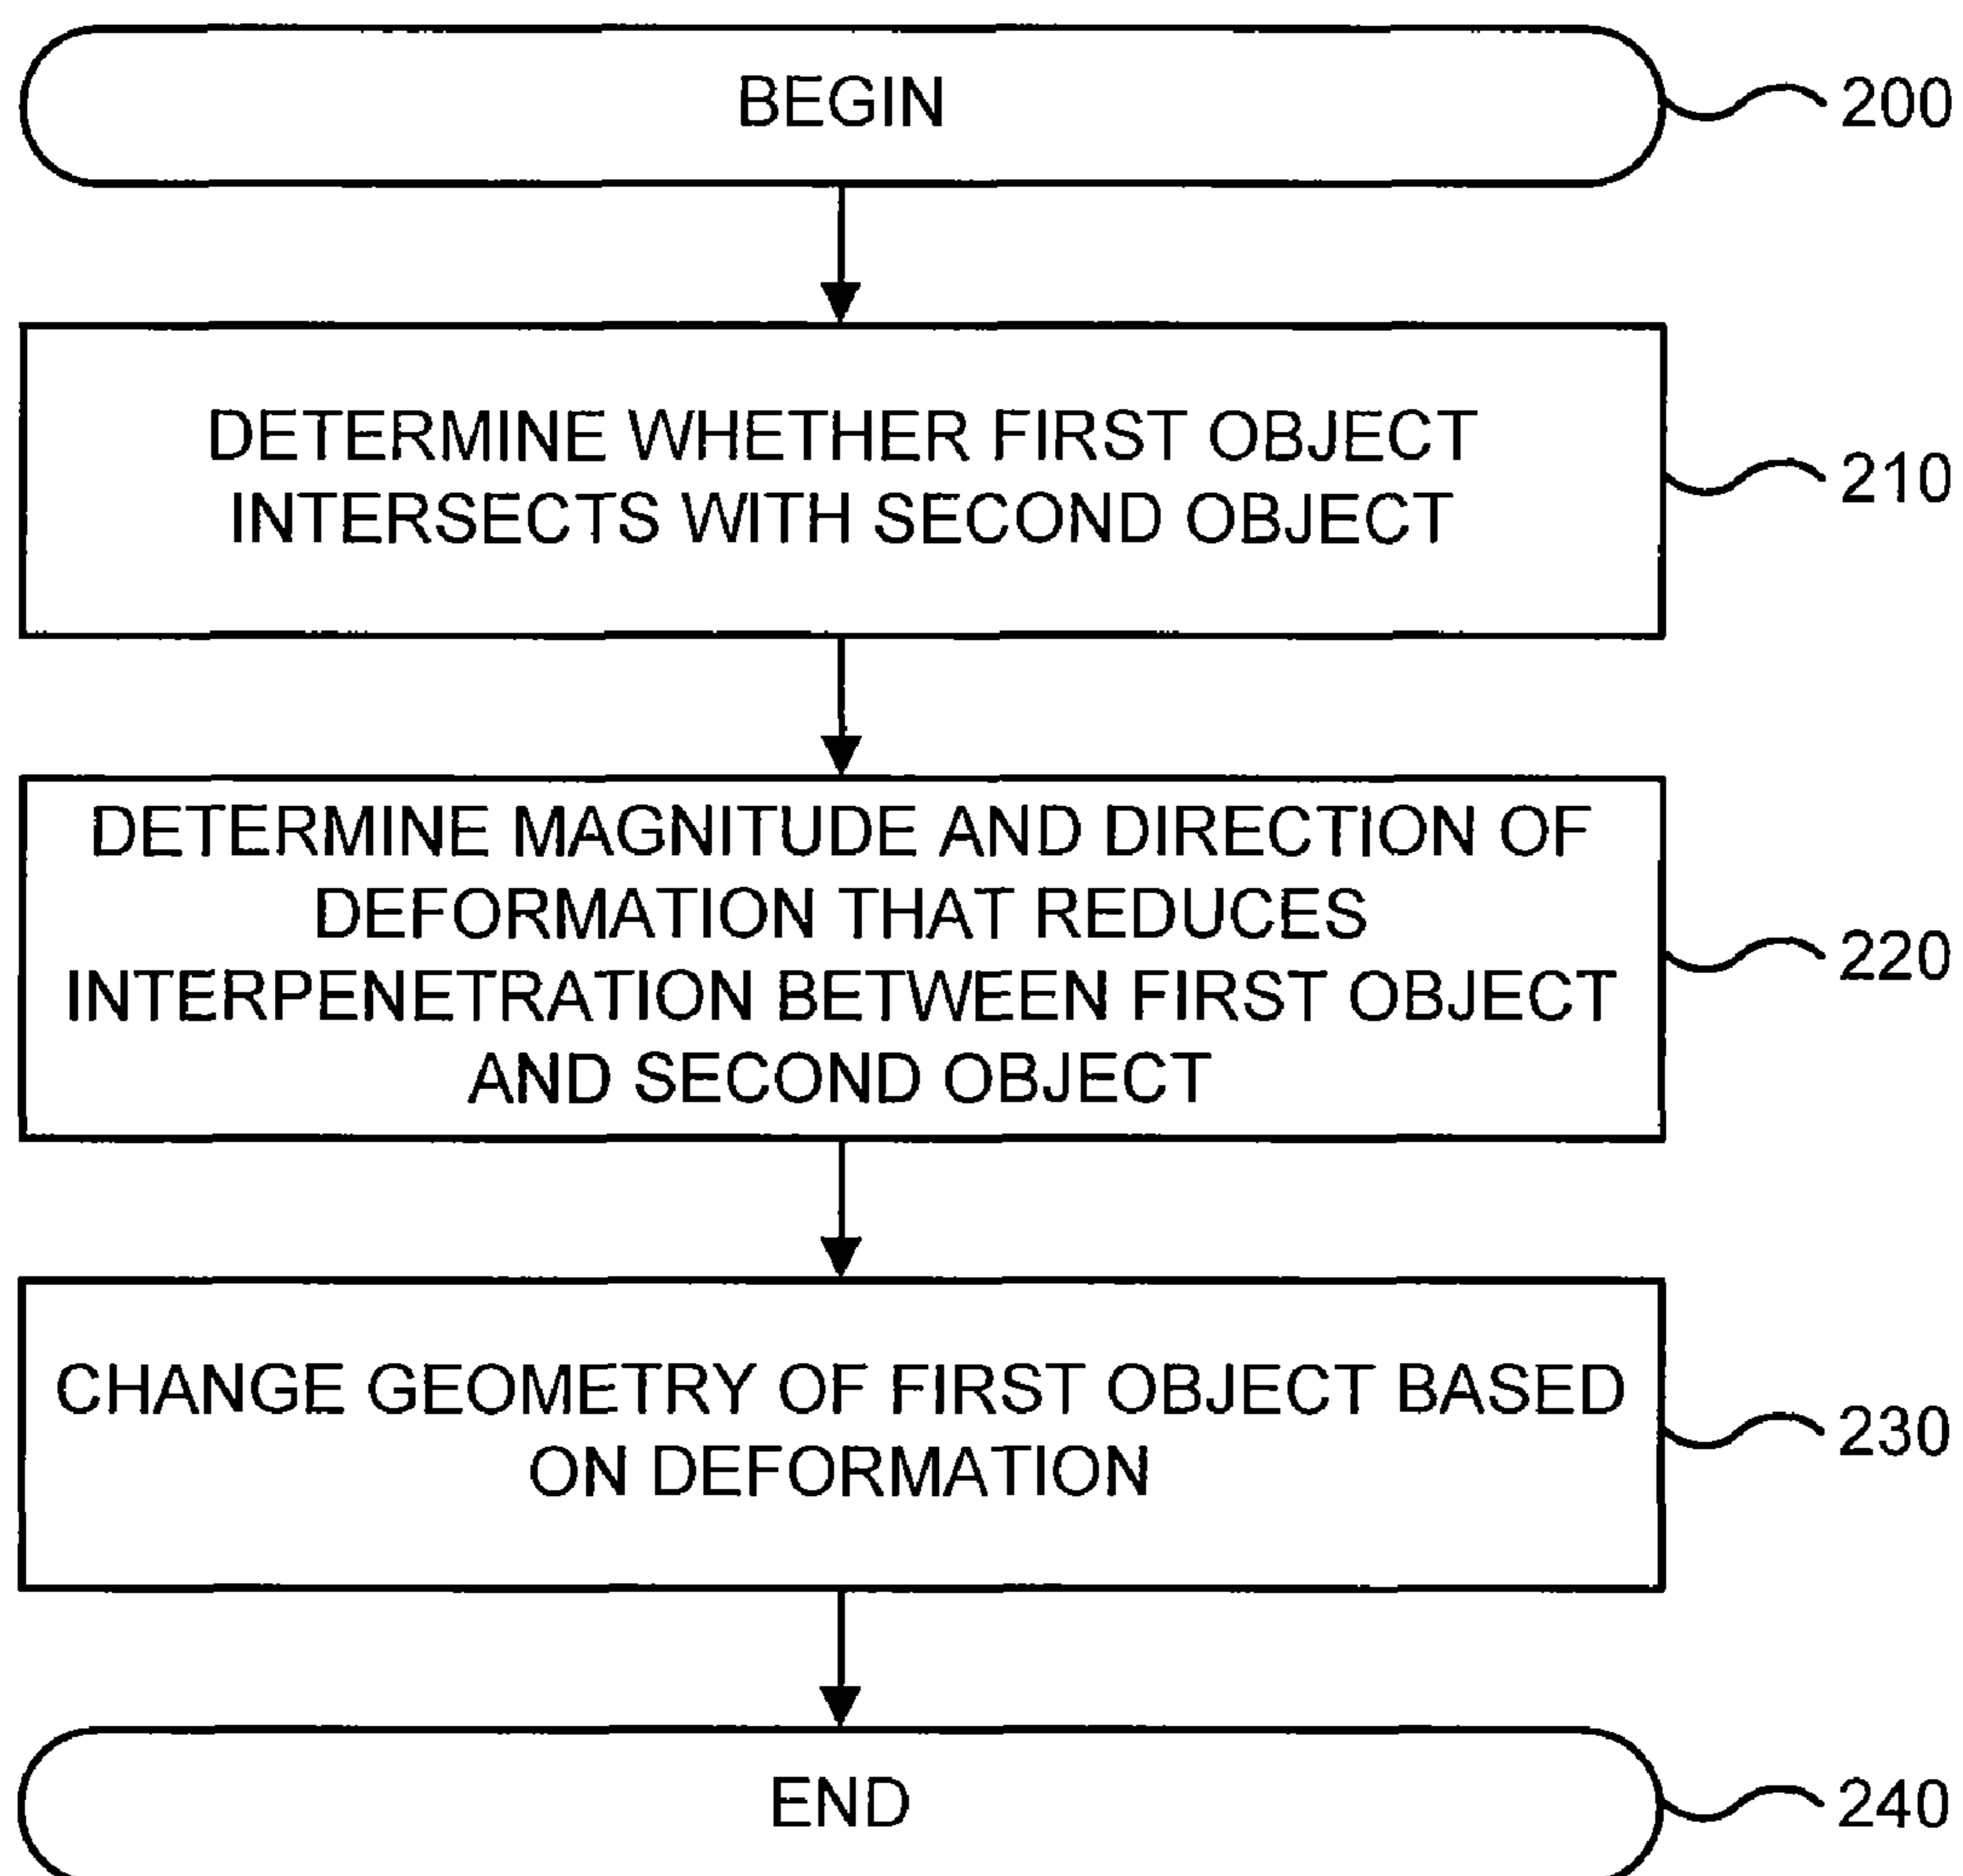 BEGIN
200
DETERMINE WHETHER FIRST OBJECT
INTERSECTS WITH SECOND OBJECT
210
DETERMINE MAGNITUDE AND DIRECTION OF
DEFORMATION THAT REDUCES
INTERPENETRATION BETWEEN FIRST OBJECT
AND SECOND OBJECT
220
CHANGE GEOMETRY OF FIRST OBJECT BASED
ON DEFORMATION
230
END
240